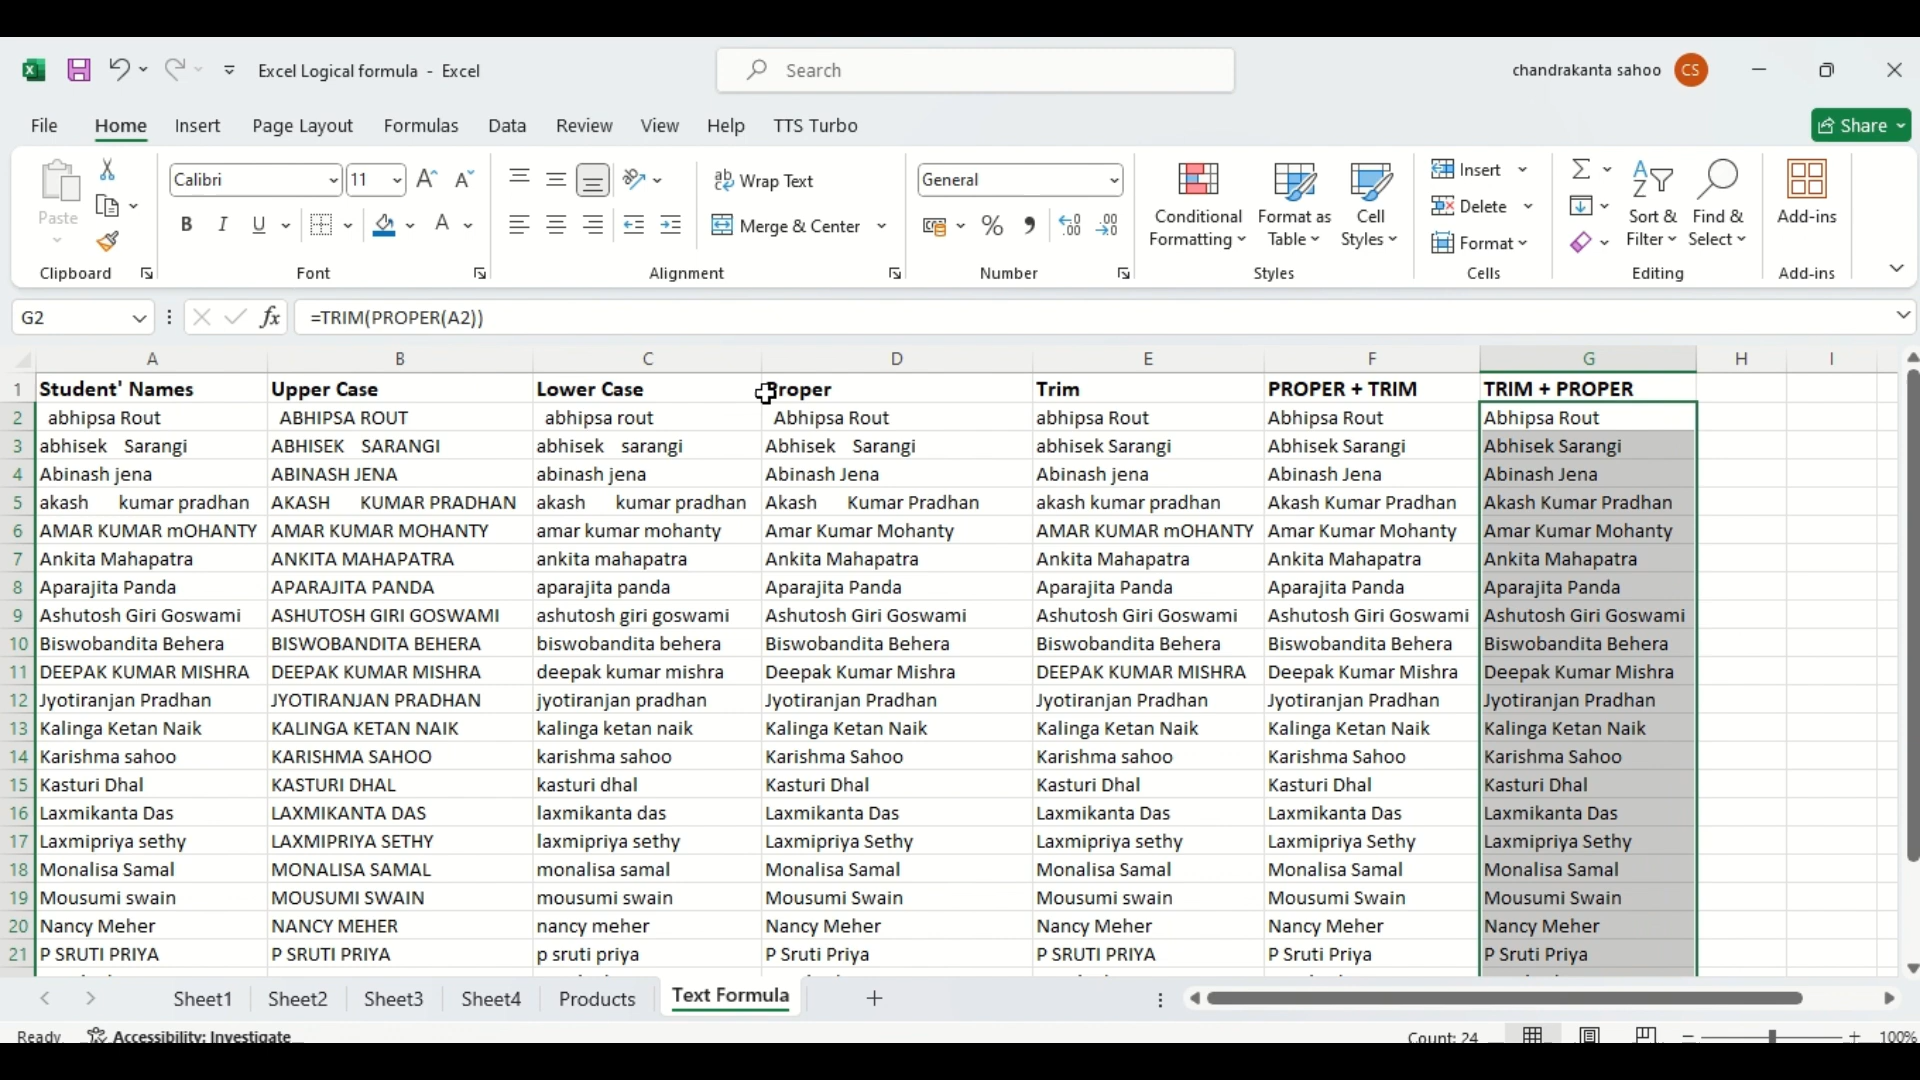 Excel Logical formula - Excel
Search
chandrakanta sahoo CS
File Home Insert Page Layout Formulas Data Review View Help TTS Turbo Share
Paste Calibri 11 Wrap Text General Conditional Formatting Format as Table Cell Styles Insert Delete Format Sort & Filter Find & Select Add-ins
B I U A Merge & Center % ,
Clipboard Font Alignment Number Styles Cells Editing Add-ins
G2 fx =TRIM(PROPER(A2))
A B C D E F G H I
1 Student' Names Upper Case Lower Case Proper Trim PROPER + TRIM TRIM + PROPER
2 abhipsa Rout ABHIPSA ROUT abhipsa rout Abhipsa Rout abhipsa Rout Abhipsa Rout Abhipsa Rout
3 abhisek Sarangi ABHISEK SARANGI abhisek sarangi Abhisek Sarangi abhisek Sarangi Abhisek Sarangi Abhisek Sarangi
4 Abinash jena ABINASH JENA abinash jena Abinash Jena Abinash jena Abinash Jena Abinash Jena
5 akash kumar pradhan AKASH KUMAR PRADHAN akash kumar pradhan Akash Kumar Pradhan akash kumar pradhan Akash Kumar Pradhan Akash Kumar Pradhan
6 AMAR KUMAR mOHANTY AMAR KUMAR MOHANTY amar kumar mohanty Amar Kumar Mohanty AMAR KUMAR mOHANTY Amar Kumar Mohanty Amar Kumar Mohanty
7 Ankita Mahapatra ANKITA MAHAPATRA ankita mahapatra Ankita Mahapatra Ankita Mahapatra Ankita Mahapatra Ankita Mahapatra
8 Aparajita Panda APARAJITA PANDA aparajita panda Aparajita Panda Aparajita Panda Aparajita Panda Aparajita Panda
9 Ashutosh Giri Goswami ASHUTOSH GIRI GOSWAMI ashutosh giri goswami Ashutosh Giri Goswami Ashutosh Giri Goswami Ashutosh Giri Goswami Ashutosh Giri Goswami
10 Biswobandita Behera BISWOBANDITA BEHERA biswobandita behera Biswobandita Behera Biswobandita Behera Biswobandita Behera Biswobandita Behera
11 DEEPAK KUMAR MISHRA DEEPAK KUMAR MISHRA deepak kumar mishra Deepak Kumar Mishra DEEPAK KUMAR MISHRA Deepak Kumar Mishra Deepak Kumar Mishra
12 Jyotiranjan Pradhan JYOTIRANJAN PRADHAN jyotiranjan pradhan Jyotiranjan Pradhan Jyotiranjan Pradhan Jyotiranjan Pradhan Jyotiranjan Pradhan
13 Kalinga Ketan Naik KALINGA KETAN NAIK kalinga ketan naik Kalinga Ketan Naik Kalinga Ketan Naik Kalinga Ketan Naik Kalinga Ketan Naik
14 Karishma sahoo KARISHMA SAHOO karishma sahoo Karishma Sahoo Karishma sahoo Karishma Sahoo Karishma Sahoo
15 Kasturi Dhal KASTURI DHAL kasturi dhal Kasturi Dhal Kasturi Dhal Kasturi Dhal Kasturi Dhal
16 Laxmikanta Das LAXMIKANTA DAS laxmikanta das Laxmikanta Das Laxmikanta Das Laxmikanta Das Laxmikanta Das
17 Laxmipriya sethy LAXMIPRIYA SETHY laxmipriya sethy Laxmipriya Sethy Laxmipriya sethy Laxmipriya Sethy Laxmipriya Sethy
18 Monalisa Samal MONALISA SAMAL monalisa samal Monalisa Samal Monalisa Samal Monalisa Samal Monalisa Samal
19 Mousumi swain MOUSUMI SWAIN mousumi swain Mousumi Swain Mousumi swain Mousumi Swain Mousumi Swain
20 Nancy Meher NANCY MEHER nancy meher Nancy Meher Nancy Meher Nancy Meher Nancy Meher
21 P SRUTI PRIYA P SRUTI PRIYA p sruti priya P Sruti Priya P SRUTI PRIYA P Sruti Priya P Sruti Priya
Sheet1 Sheet2 Sheet3 Sheet4 Products Text Formula
Ready Accessibility: Investigate Count: 24 100%